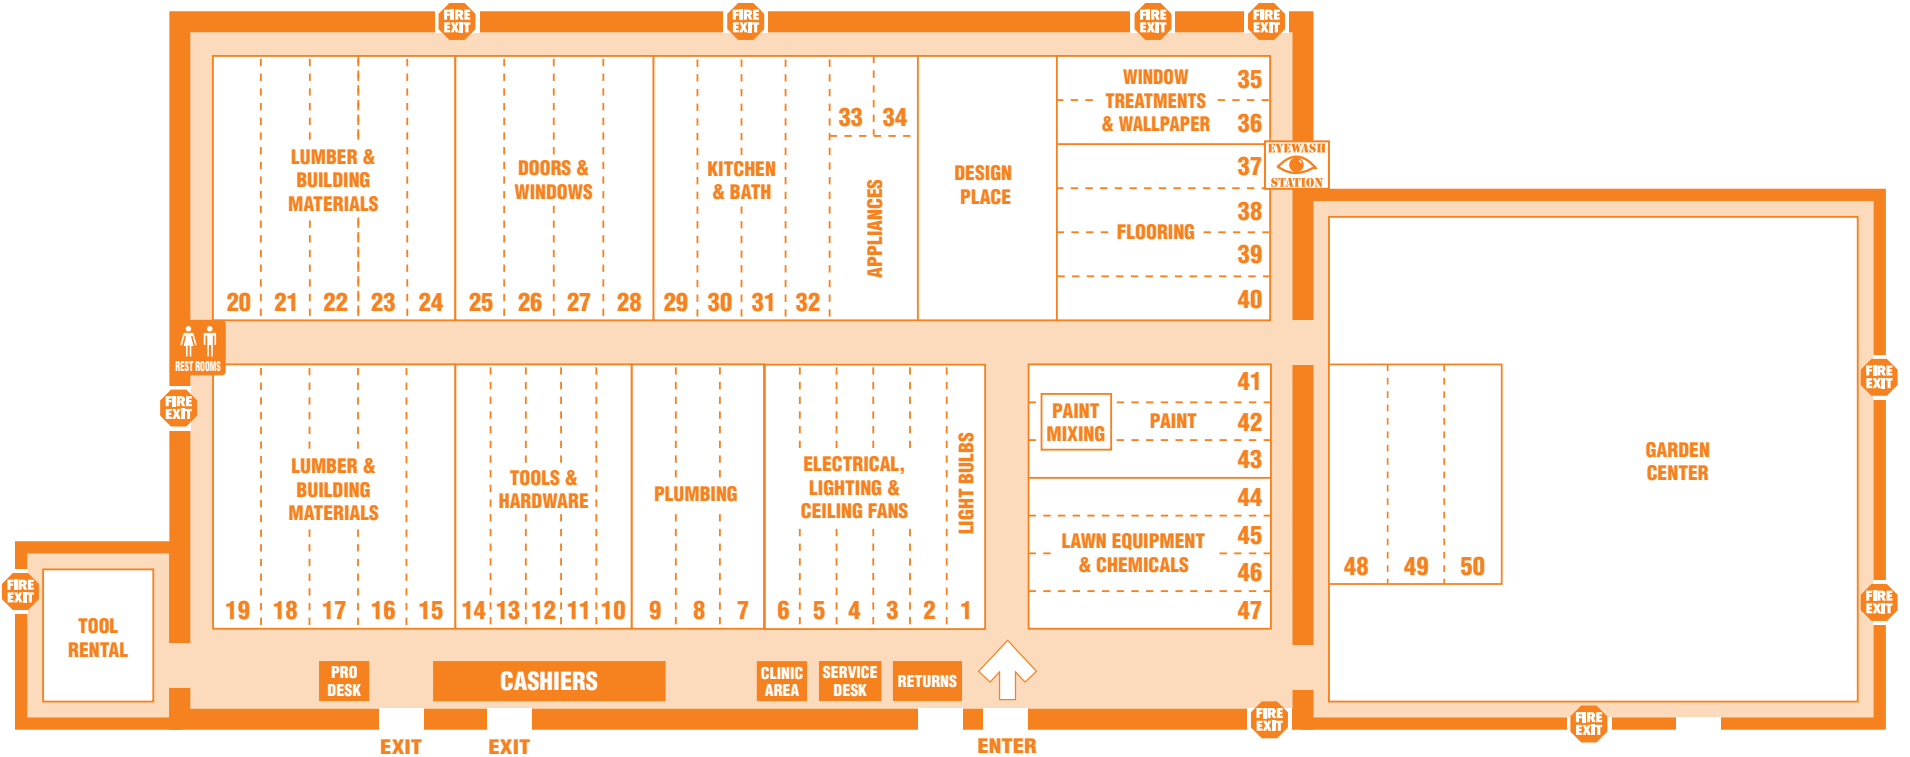 FIRE
EXIT
FIRE
EXIT
FIRE
EXIT
FIRE
EXIT
LUMBER &
BUILDING
MATERIALS
20 21 22 23 24
DOORS &
WINDOWS
25 26 27 28
KITCHEN
& BATH
29 30 31 32
33 34
APPLIANCES
DESIGN
PLACE
WINDOW
TREATMENTS
& WALLPAPER
35
36
FLOORING
37
38
39
40
EYEWASH
STATION
REST ROOMS
FIRE
EXIT
LUMBER &
BUILDING
MATERIALS
19 18 17 16 15
TOOLS &
HARDWARE
14 13 12 11 10
PLUMBING
9 8 7
ELECTRICAL,
LIGHTING &
CEILING FANS
LIGHT BULBS
6 5 4 3 2 1
PAINT
MIXING
PAINT
41
42
43
LAWN EQUIPMENT
& CHEMICALS
44
45
46
47
48 49 50
GARDEN
CENTER
FIRE
EXIT
FIRE
EXIT
FIRE
EXIT
TOOL
RENTAL
PRO
DESK
CASHIERS
CLINIC
AREA
SERVICE
DESK
RETURNS
FIRE
EXIT
FIRE
EXIT
EXIT
EXIT
ENTER